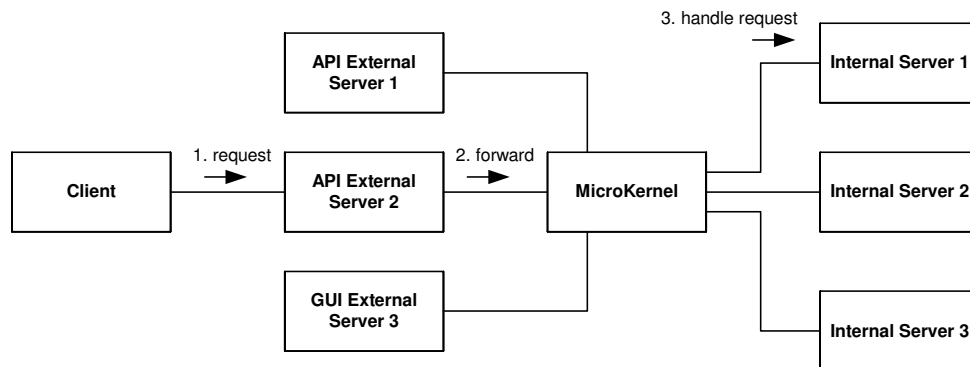 3. handle request
API External
Server 1
Internal Server 1
1. request
2. forward
Client
API External
Server 2
MicroKernel
Internal Server 2
GUI External
Server 3
Internal Server 3